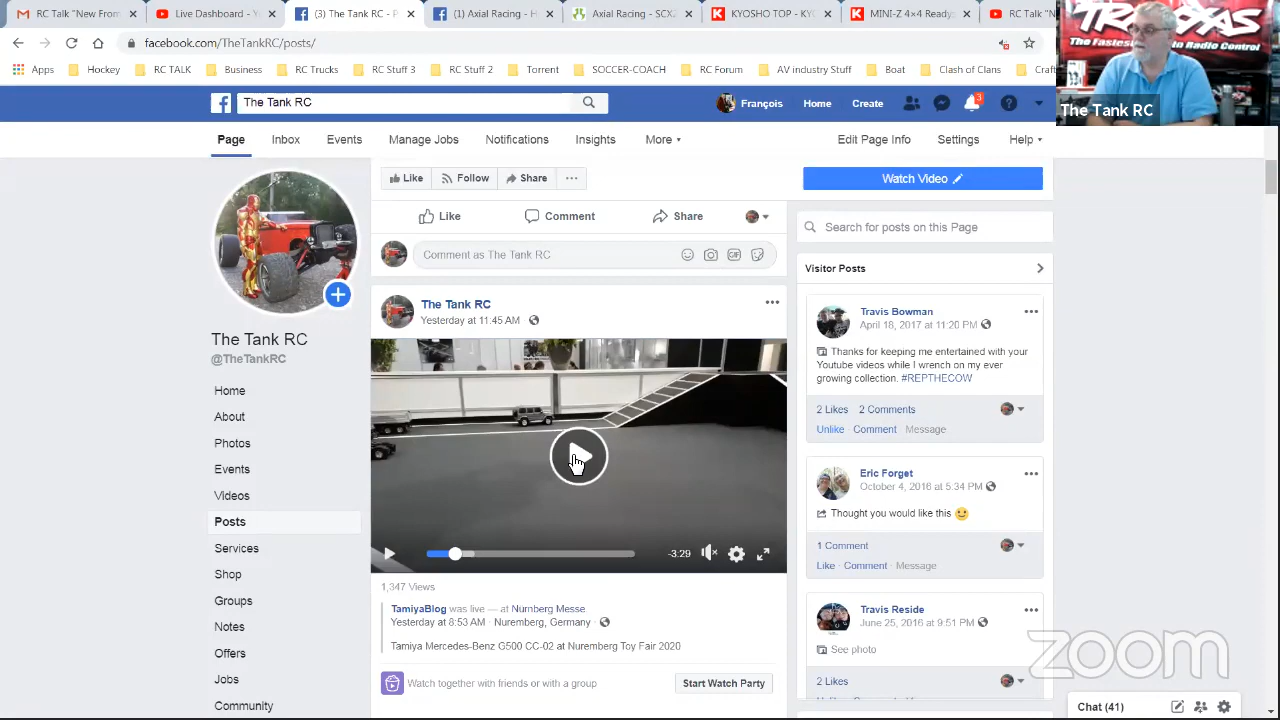 RC Talk "New From
Live Dashboard - Y
(3) The Tank RC - P
(1) Axial Racing - H
Axial Racing - SCX2
KYOSHO TOP - KYO
MINI-Z 4×4 Ready
RC Talk "N
facebook.com/TheTankRC/posts/
Apps
Hockey
RC TALK
Business
RC Trucks
RC Stuff 3
RC Stuff 2
SOCCER COACH
RC Forum
AV Industry Stuff
Boat
Clash of Clans
Craft
TRAXXAS
The Fastest
in Radio Control
The Tank RC
The Tank RC
François
Home
Create
3
Page
Inbox
Events
Manage Jobs
Notifications
Insights
More
Edit Page Info
Settings
Help
Like
Follow
Share
Watch Video
Like
Comment
Share
Comment as The Tank RC
GIF
The Tank RC
@TheTankRC
Home
About
Photos
Events
Videos
Posts
Services
Shop
Groups
Notes
Offers
Jobs
Community
The Tank RC
Yesterday at 11:45 AM
-3:29
1,347 Views
TamiyaBlog was live — at Nürnberg Messe.
Yesterday at 8:53 AM · Nuremberg, Germany ·
Tamiya Mercedes-Benz G500 CC-02 at Nuremberg Toy Fair 2020
Watch together with friends or with a group
Start Watch Party
Search for posts on this Page
Visitor Posts
Travis Bowman
April 18, 2017 at 11:20 PM
Thanks for keeping me entertained with your
Youtube videos while I wrench on my ever
growing collection. #REPTHECOW
2 Likes 2 Comments
Unlike · Comment · Message
Eric Forget
October 4, 2016 at 5:34 PM
Thought you would like this
1 Comment
Like · Comment · Message
Travis Reside
June 25, 2016 at 9:51 PM
See photo
2 Likes
zoom
Chat (41)